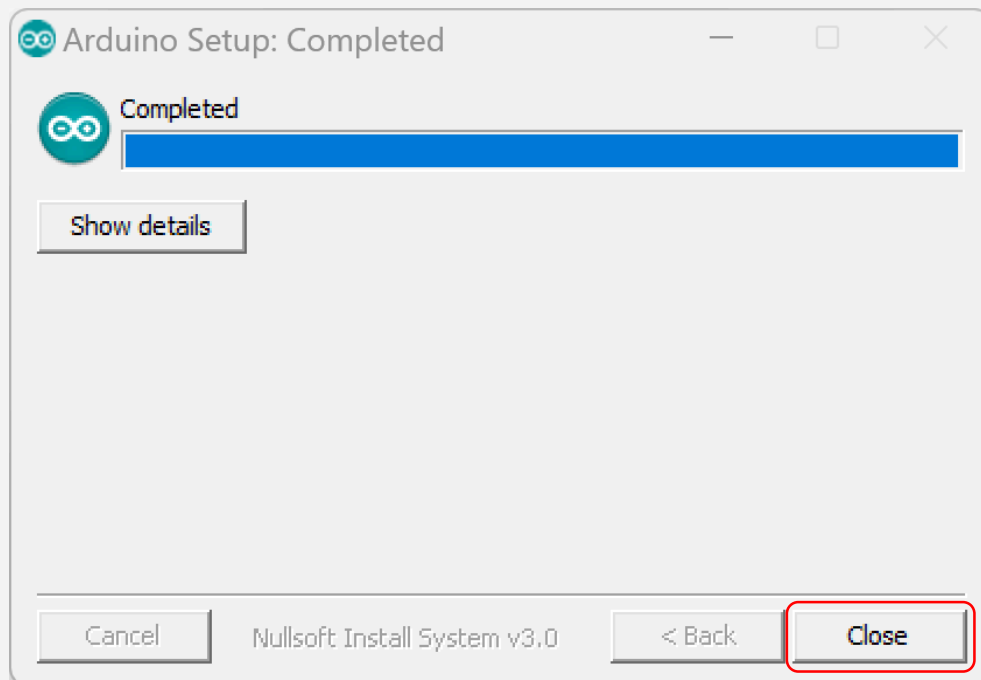 Arduino Setup: Completed
Completed
Show details
Cancel
Nullsoft Install System v3.0
< Back
Close